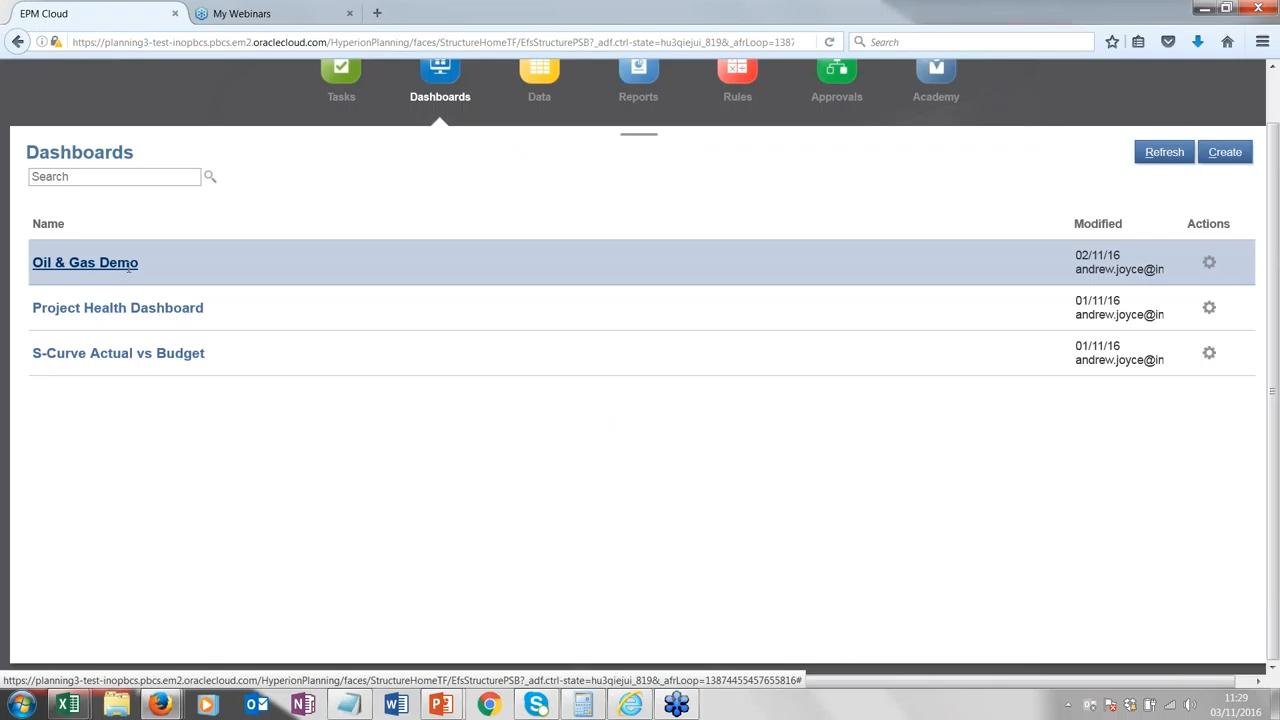 EPM Cloud
My Webinars
https://planning3-test-inopbcs.pbcs.em2.oraclecloud.com/HyperionPlanning/faces/StructureHomeTF/EfsStructurePSB?_adf.ctrl-state=hu3qiejui_819&_afrLoop=1387
Search
Tasks
Dashboards
Data
Reports
Rules
Approvals
Academy
Dashboards
Refresh
Create
Search
Name
Modified
Actions
Oil & Gas Demo
02/11/16
andrew.joyce@in
Project Health Dashboard
01/11/16
andrew.joyce@in
S-Curve Actual vs Budget
01/11/16
andrew.joyce@in
https://planning3-test-inopbcs.pbcs.em2.oraclecloud.com/HyperionPlanning/faces/StructureHomeTF/EfsStructurePSB?_adf.ctrl-state=hu3qiejui_819&_afrLoop=13874455457655816#
11:29
03/11/2016